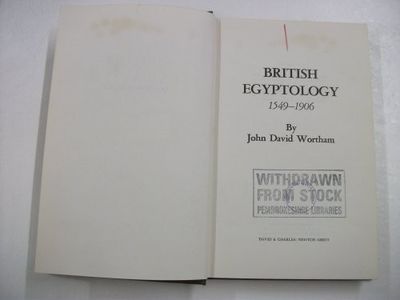 BRITISH
EGYPTOLOGY
1549–1906
By
John David Wortham
WITHDRAWN
FROM STOCK
PEMBROKESHIRE LIBRARIES
DAVID & CHARLES : NEWTON ABBOT